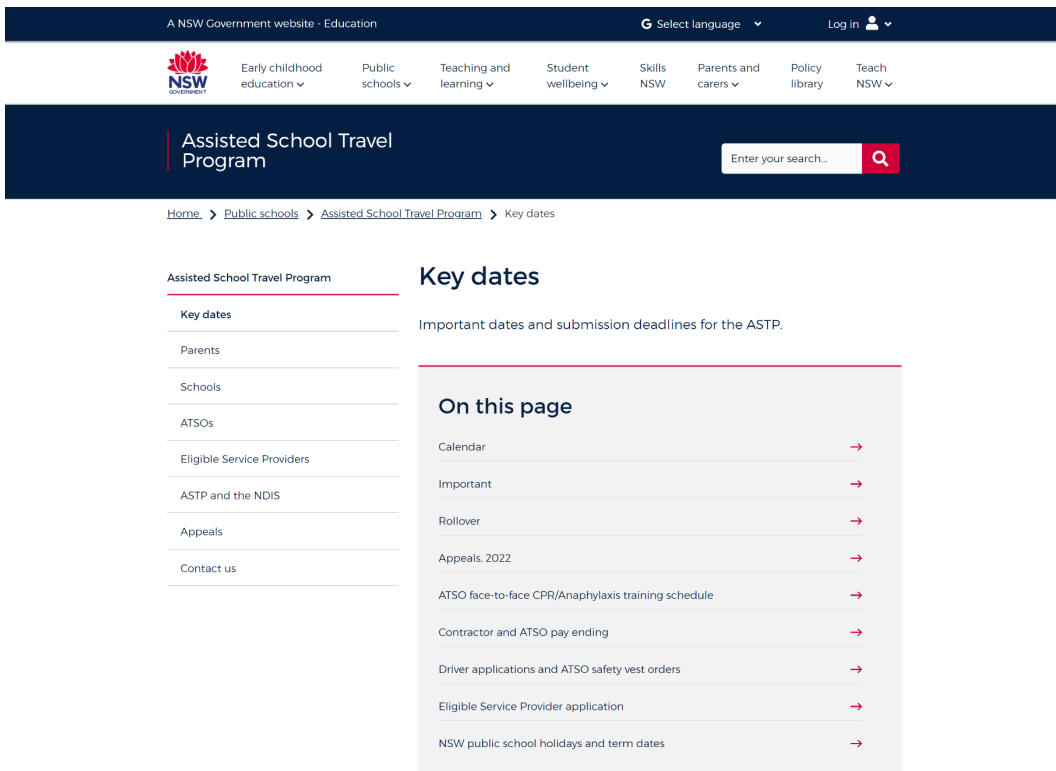 A NSW Government website - Education
G Select language
Log in
NSW
GOVERNMENT
Early childhood
education
Public
schools
Teaching and
learning
Student
wellbeing
Skills
NSW
Parents and
carers
Policy
library
Teach
NSW
Assisted School Travel
Program
Enter your search...
Home > Public schools > Assisted School Travel Program > Key dates
Assisted School Travel Program
Key dates
Parents
Schools
ATSOs
Eligible Service Providers
ASTP and the NDIS
Appeals
Contact us
Key dates
Important dates and submission deadlines for the ASTP.
On this page
Calendar
Important
Rollover
Appeals, 2022
ATSO face-to-face CPR/Anaphylaxis training schedule
Contractor and ATSO pay ending
Driver applications and ATSO safety vest orders
Eligible Service Provider application
NSW public school holidays and term dates